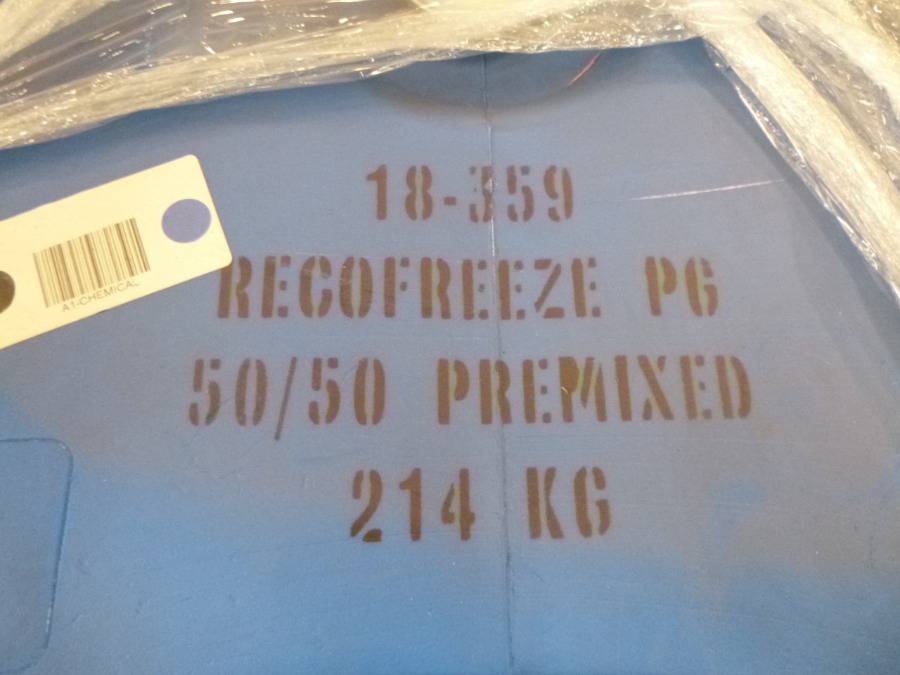 18-359
RECOFREEZE PG
50/50 PREMIXED
214 KG
A1-CHEMICAL